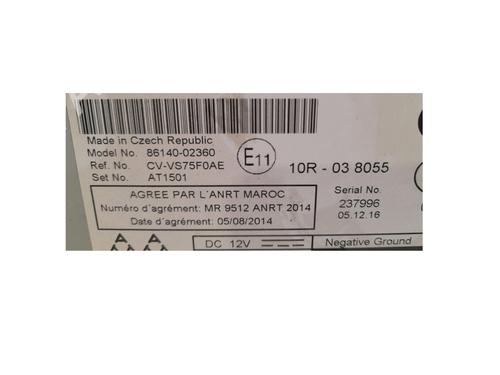 Made in Czech Republic
Model No. 86140-02360
Ref. No. CV-VS75F0AE
Set No. AT1501
E11
10R - 03 8055
AGREE PAR L'ANRT MAROC
Numéro d'agrément: MR 9512 ANRT 2014
Date d'agrément: 05/08/2014
Serial No.
237996
05.12.16
DC 12V
Negative Ground